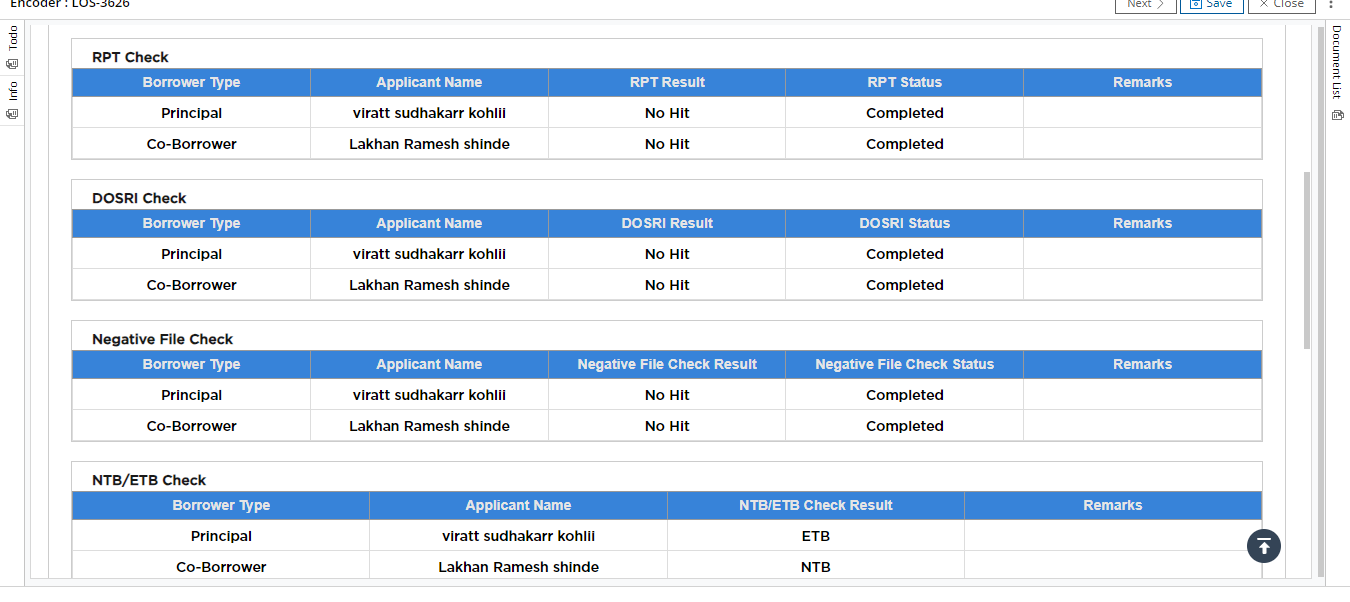 Encoder : LOS-3626
Next Save Close
Todo
Info
Document List
RPT Check
Borrower Type Applicant Name RPT Result RPT Status Remarks
Principal viratt sudhakarr kohlii No Hit Completed
Co-Borrower Lakhan Ramesh shinde No Hit Completed
DOSRI Check
Borrower Type Applicant Name DOSRI Result DOSRI Status Remarks
Principal viratt sudhakarr kohlii No Hit Completed
Co-Borrower Lakhan Ramesh shinde No Hit Completed
Negative File Check
Borrower Type Applicant Name Negative File Check Result Negative File Check Status Remarks
Principal viratt sudhakarr kohlii No Hit Completed
Co-Borrower Lakhan Ramesh shinde No Hit Completed
NTB/ETB Check
Borrower Type Applicant Name NTB/ETB Check Result Remarks
Principal viratt sudhakarr kohlii ETB
Co-Borrower Lakhan Ramesh shinde NTB